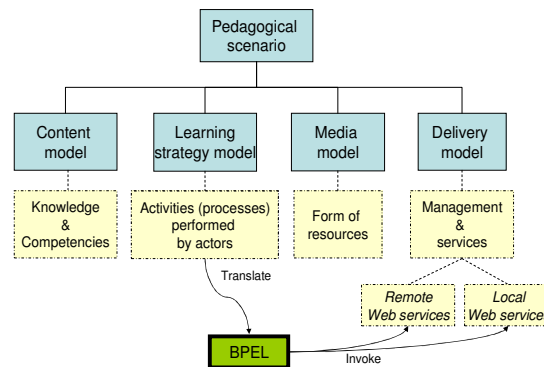 Pedagogical
scenario
Content
model
Learning
strategy model
Media
model
Delivery
model
Knowledge
&
Competencies
Activities (processes)
performed
by actors
Form of
resources
Management
&
services
Translate
Remote
Web services
Local
Web services
BPEL
Invoke